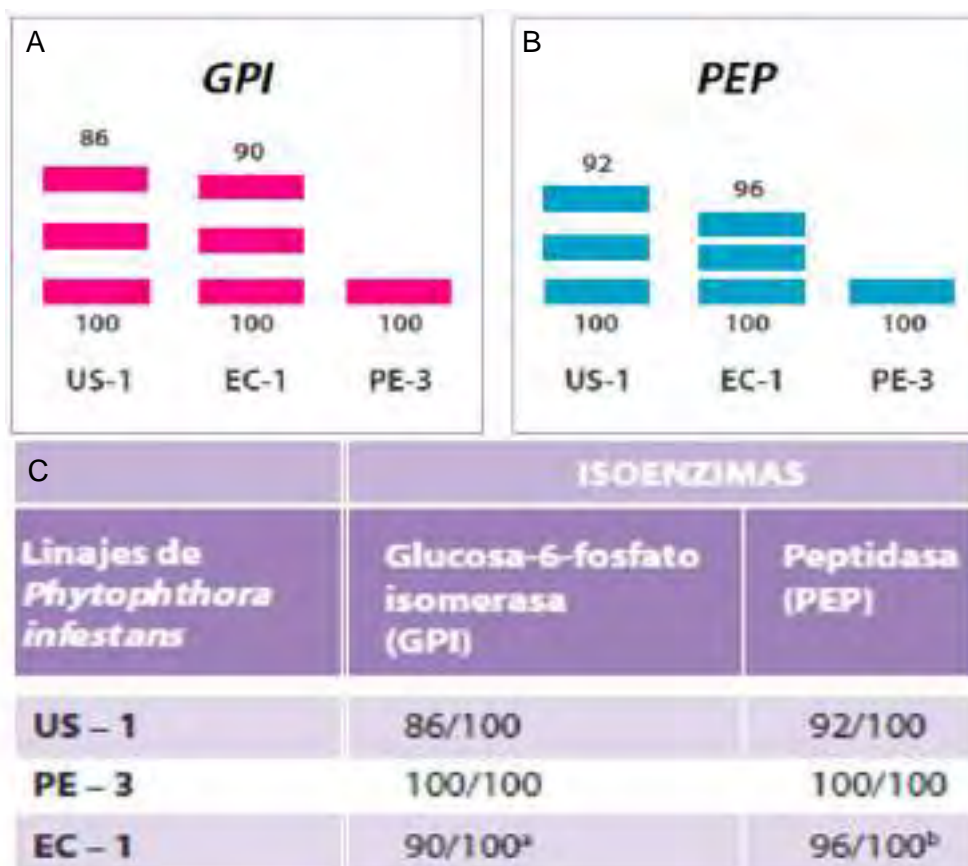 A
GPI
86
90
100
100
100
US-1
EC-1
PE-3
B
PEP
92
96
100
100
100
US-1
EC-1
PE-3
C
ISOENZIMAS
Linajes de
Phytophthora
infestans
Glucosa-6-fosfato
isomerasa
(GPI)
Peptidasa
(PEP)
US – 1
86/100
92/100
PE – 3
100/100
100/100
EC – 1
90/100ᵃ
96/100ᵇ